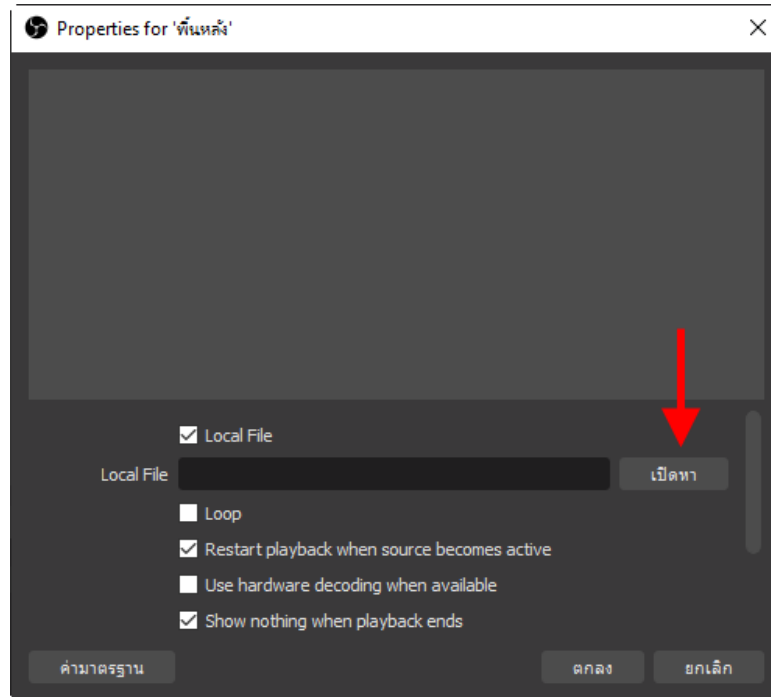 Properties for 'พื้นหลัง'
Local File
Local File
เปิดหา
Loop
Restart playback when source becomes active
Use hardware decoding when available
Show nothing when playback ends
ค่ามาตรฐาน
ตกลง
ยกเลิก